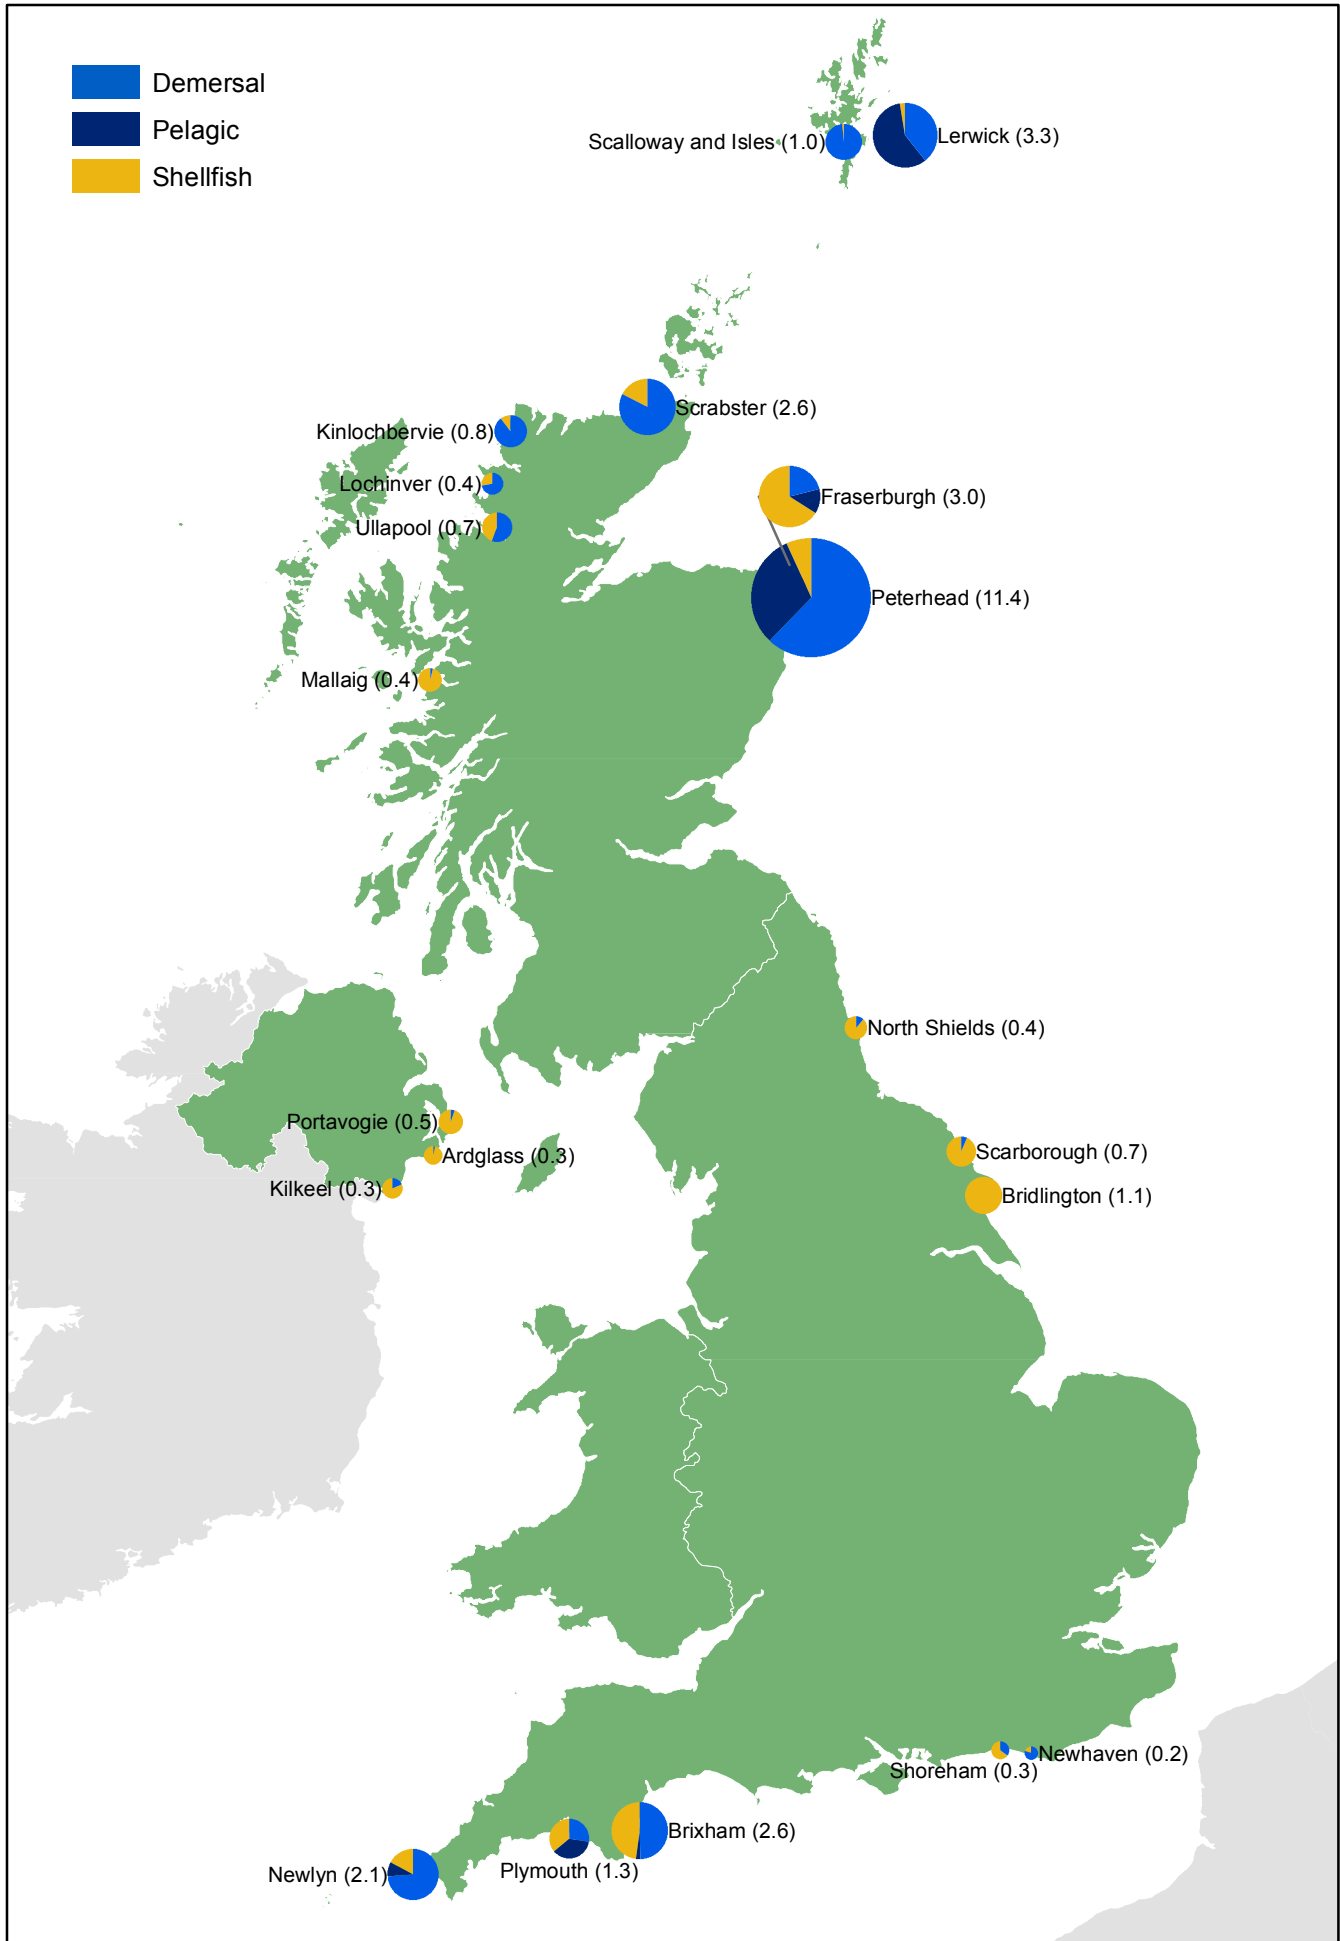 Demersal
Pelagic
Shellfish
Scalloway and Isles (1.0)
Lerwick (3.3)
Scrabster (2.6)
Kinlochbervie (0.8)
Lochinver (0.4)
Fraserburgh (3.0)
Ullapool (0.7)
Peterhead (11.4)
Mallaig (0.4)
North Shields (0.4)
Portavogie (0.5)
Scarborough (0.7)
Ardglass (0.3)
Kilkeel (0.3)
Bridlington (1.1)
Newhaven (0.2)
Shoreham (0.3)
Brixham (2.6)
Plymouth (1.3)
Newlyn (2.1)